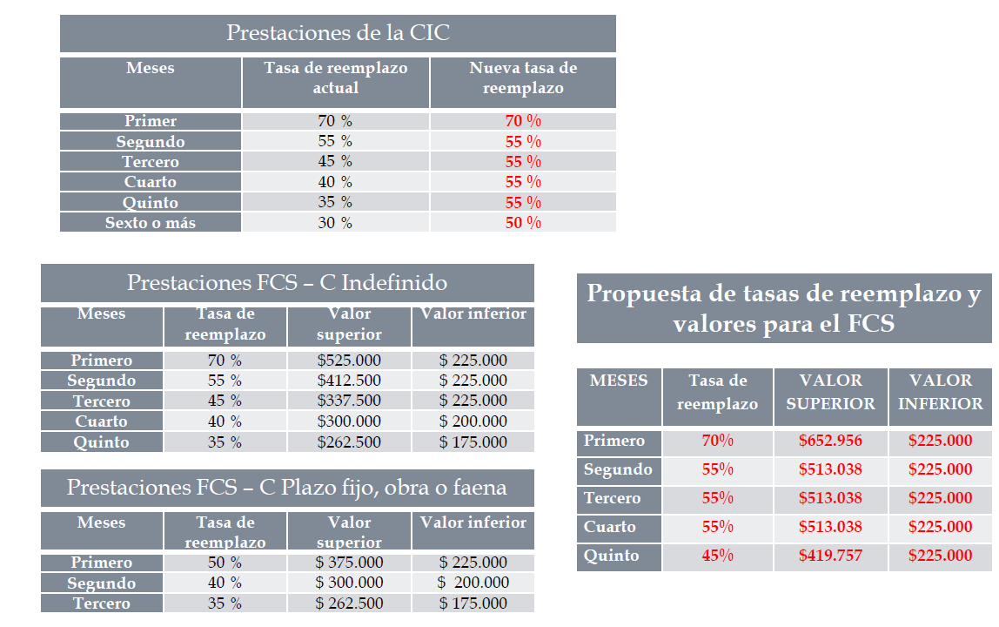 Prestaciones de la CIC
Meses Tasa de reemplazo actual Nueva tasa de reemplazo
Primer 70 % 70 %
Segundo 55 % 55 %
Tercero 45 % 55 %
Cuarto 40 % 55 %
Quinto 35 % 55 %
Sexto o más 30 % 50 %
Prestaciones FCS – C Indefinido
Meses Tasa de reemplazo Valor superior Valor inferior
Primero 70 % $525.000 $ 225.000
Segundo 55 % $412.500 $ 225.000
Tercero 45 % $337.500 $ 225.000
Cuarto 40 % $300.000 $ 200.000
Quinto 35 % $262.500 $ 175.000
Prestaciones FCS – C Plazo fijo, obra o faena
Meses Tasa de reemplazo Valor superior Valor inferior
Primero 50 % $ 375.000 $ 225.000
Segundo 40 % $ 300.000 $ 200.000
Tercero 35 % $ 262.500 $ 175.000
Propuesta de tasas de reemplazo y
valores para el FCS
MESES Tasa de reemplazo VALOR SUPERIOR VALOR INFERIOR
Primero 70% $652.956 $225.000
Segundo 55% $513.038 $225.000
Tercero 55% $513.038 $225.000
Cuarto 55% $513.038 $225.000
Quinto 45% $419.757 $225.000